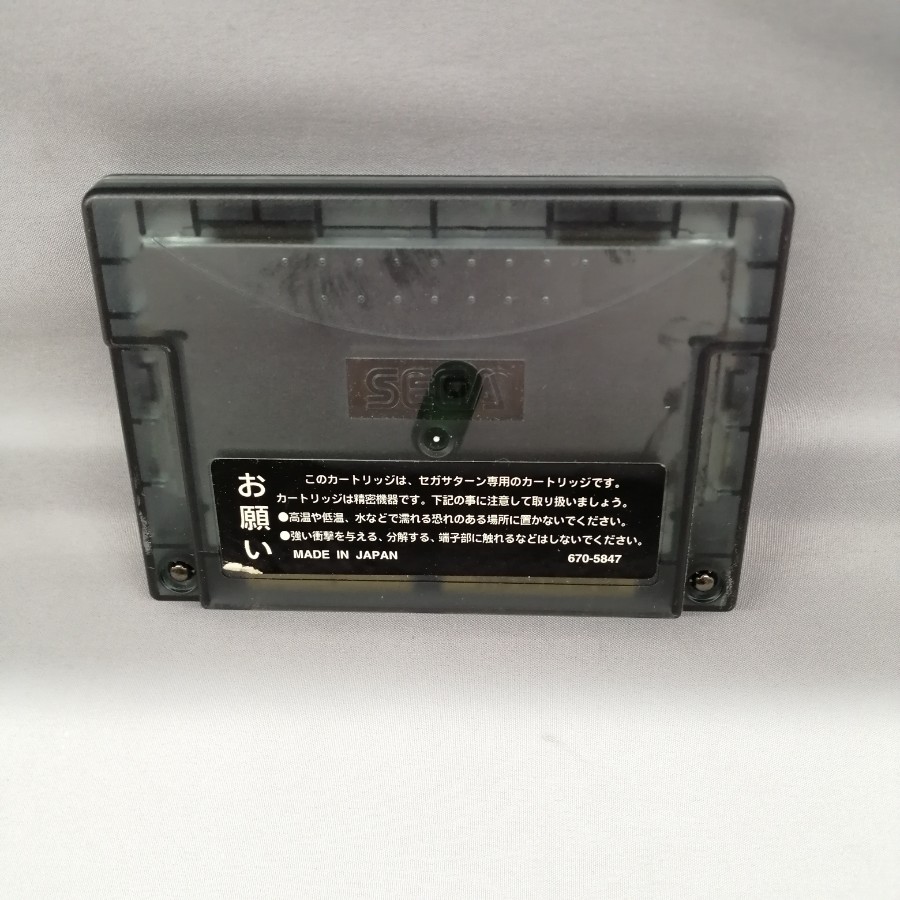 SEGA
お願い
このカートリッジは、セガサターン専用のカートリッジです。
カートリッジは精密機器です。下記の事に注意して取り扱いましょう。
●高温や低温、水などで濡れる恐れのある場所に置かないでください。
●強い衝撃を与える、分解する、端子部に触れるなどはしないでください。
MADE IN JAPAN 670-5847